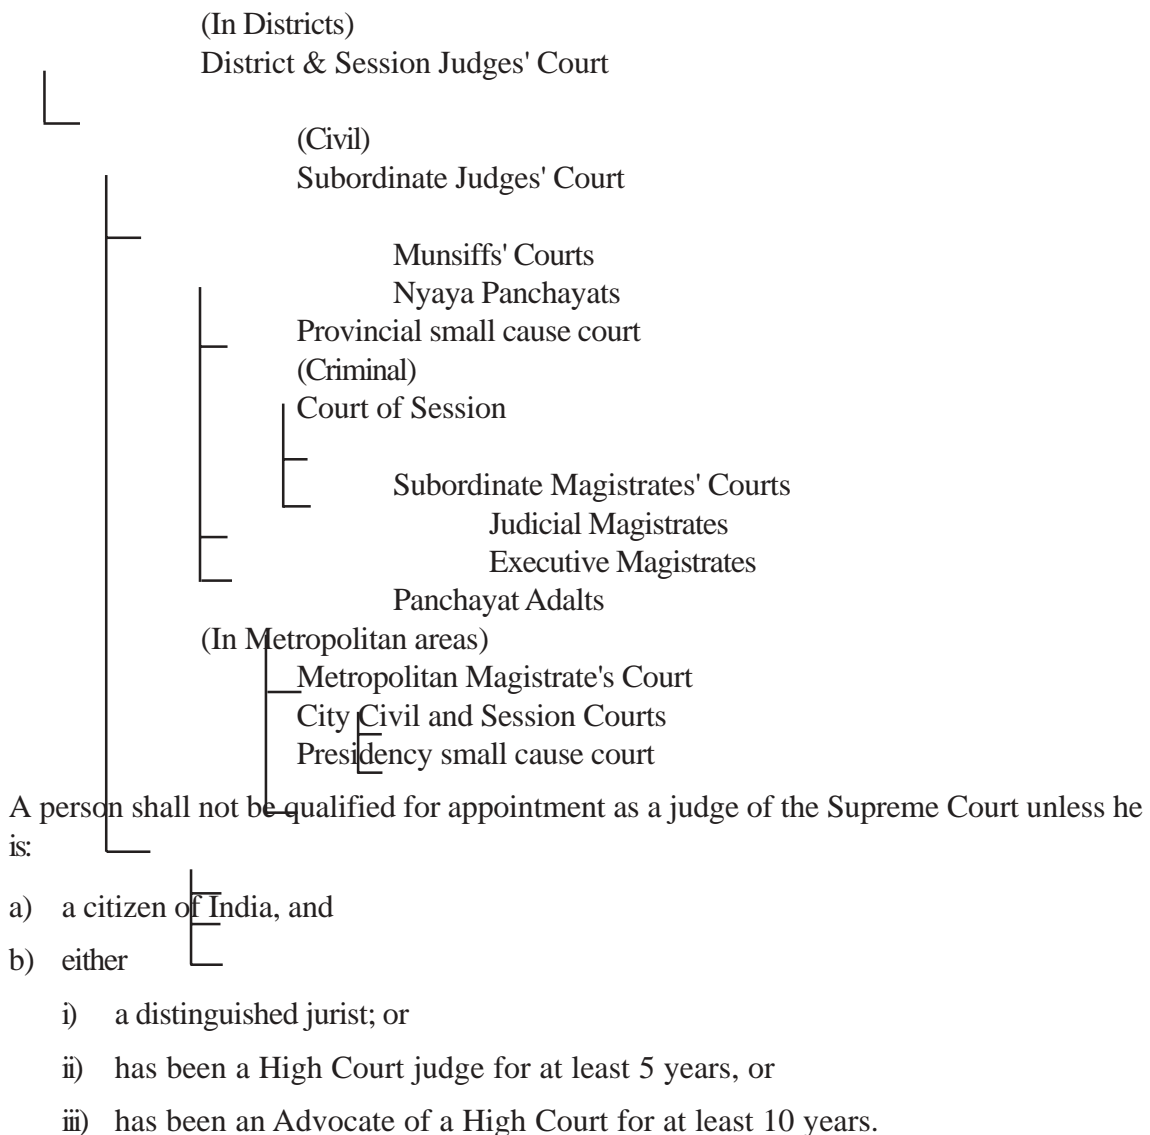 (In Districts)
District & Session Judges' Court
(Civil)
Subordinate Judges' Court
Munsiffs' Courts
Nyaya Panchayats
Provincial small cause court
(Criminal)
Court of Session
Subordinate Magistrates' Courts
Judicial Magistrates
Executive Magistrates
Panchayat Adalts
(In Metropolitan areas)
Metropolitan Magistrate's Court
City Civil and Session Courts
Presidency small cause court
A person shall not be qualified for appointment as a judge of the Supreme Court unless he
is:
a) a citizen of India, and
b) either
i) a distinguished jurist; or
ii) has been a High Court judge for at least 5 years, or
iii) has been an Advocate of a High Court for at least 10 years.